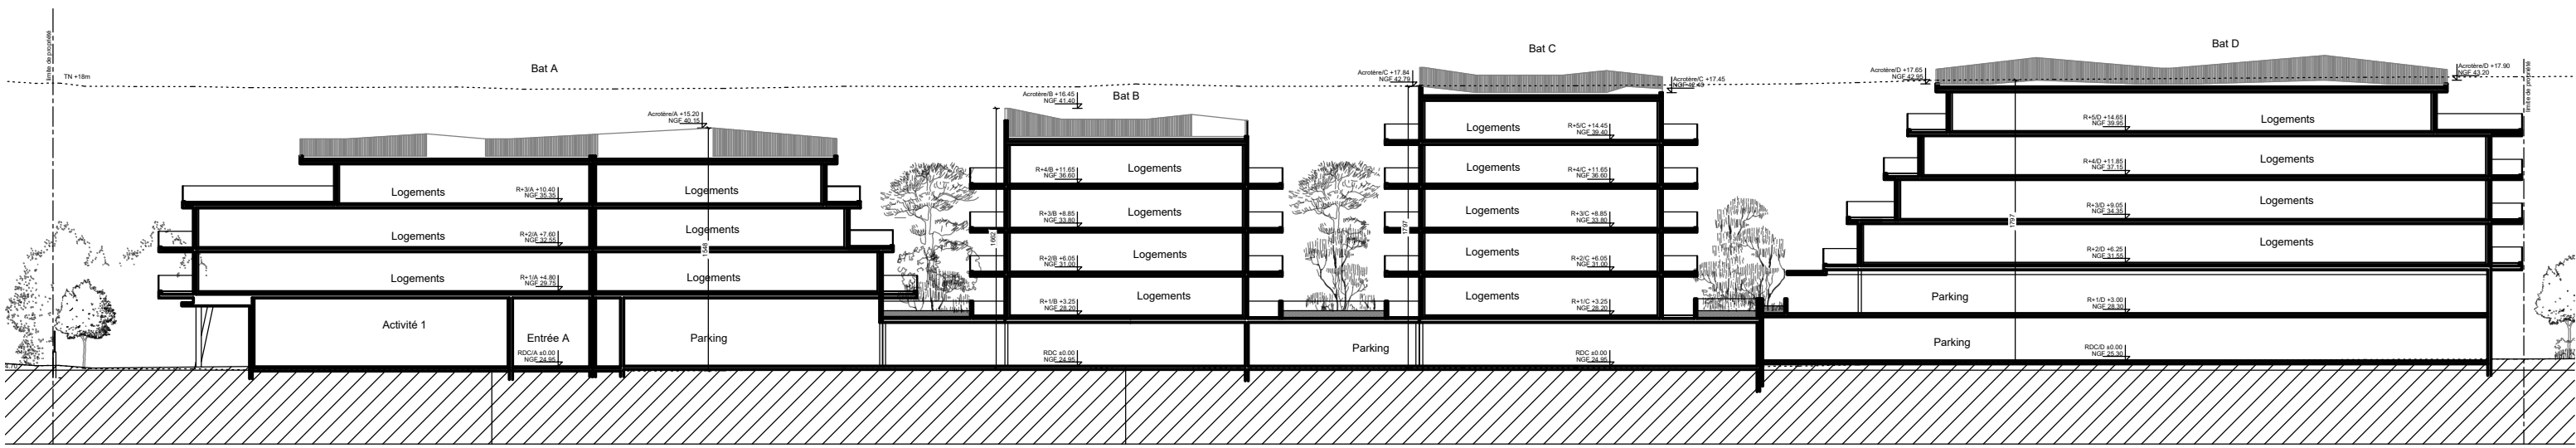 limite de propriété
TN +18m
Bat A
Acrotère/A +15.20
NGF 40.15
Logements
R+3/A +10.40
NGF 35.35
Logements
Logements
R+2/A +7.60
NGF 32.55
Logements
Logements
R+1/A +4.80
NGF 29.75
Logements
1548
Activité 1
Entrée A
RDC/A ±0.00
NGF 24.95
Parking
Bat B
Acrotère/B +16.45
NGF 41.40
R+4/B +11.65
NGF 36.60
Logements
R+3/B +8.85
NGF 33.80
Logements
R+2/B +6.05
NGF 31.00
Logements
R+1/B +3.25
NGF 28.20
Logements
1662
RDC ±0.00
NGF 24.95
Parking
Bat C
Acrotère/C +17.84
NGF 42.79
Acrotère/C +17.45
Logements
R+5/C +14.45
NGF 39.40
Logements
R+4/C +11.65
NGF 36.60
Logements
R+3/C +8.85
NGF 33.80
Logements
R+2/C +6.05
NGF 31.00
Logements
R+1/C +3.25
NGF 28.20
RDC ±0.00
NGF 24.95
Bat D
Acrotère/D +17.65
NGF 42.95
Acrotère/D +17.90
NGF 43.20
R+5/D +14.65
NGF 39.95
Logements
R+4/D +11.85
NGF 37.15
Logements
R+3/D +9.05
NGF 34.35
Logements
R+2/D +6.25
NGF 31.55
Logements
1797
Parking
R+1/D +3.00
NGF 28.30
Parking
RDC/D ±0.00
NGF 25.30
limite de propriété